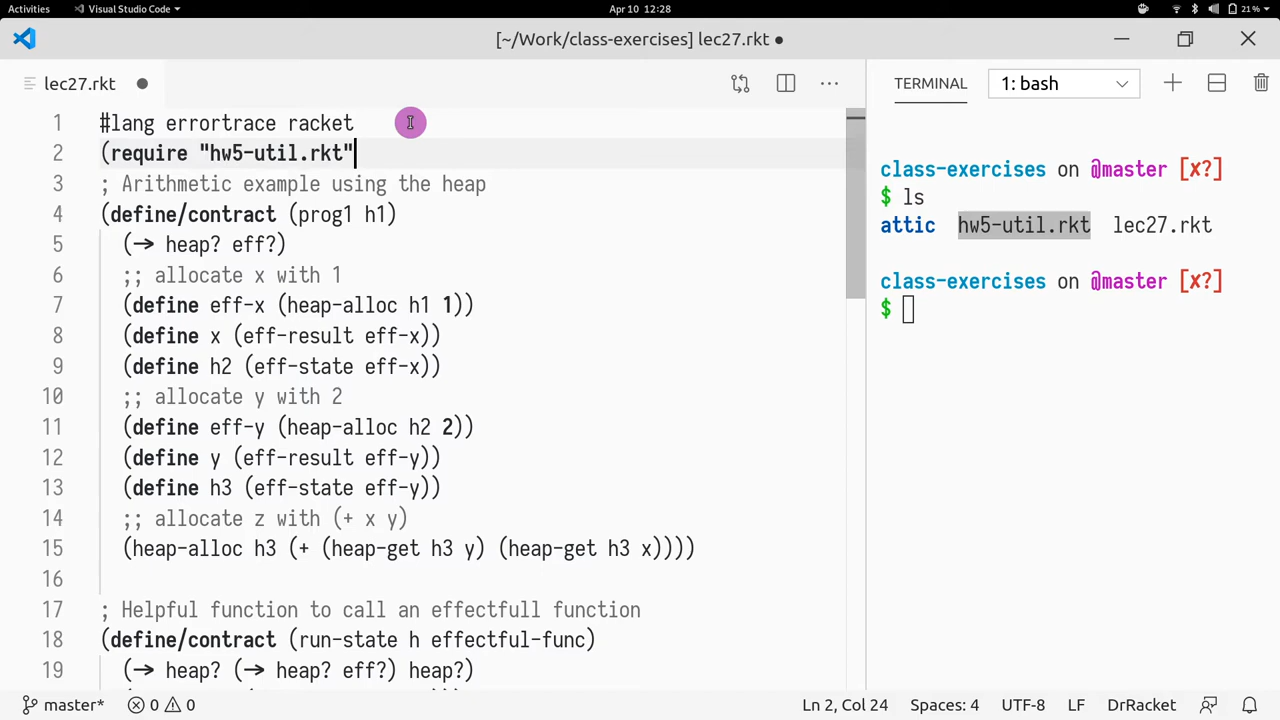 Activities Visual Studio Code Apr 10 12:28 21%
[~/Work/class-exercises] lec27.rkt ●
lec27.rkt ●
TERMINAL 1: bash
1 #lang errortrace racket
2 (require "hw5-util.rkt"
3 ; Arithmetic example using the heap
4 (define/contract (prog1 h1)
5 (→ heap? eff?)
6 ;; allocate x with 1
7 (define eff-x (heap-alloc h1 1))
8 (define x (eff-result eff-x))
9 (define h2 (eff-state eff-x))
10 ;; allocate y with 2
11 (define eff-y (heap-alloc h2 2))
12 (define y (eff-result eff-y))
13 (define h3 (eff-state eff-y))
14 ;; allocate z with (+ x y)
15 (heap-alloc h3 (+ (heap-get h3 y) (heap-get h3 x))))
16
17 ; Helpful function to call an effectfull function
18 (define/contract (run-state h effectful-func)
19 (→ heap? (→ heap? eff?) heap?)
class-exercises on @master [✗?]
$ ls
attic hw5-util.rkt lec27.rkt
class-exercises on @master [✗?]
$
master* 0 0 Ln 2, Col 24 Spaces: 4 UTF-8 LF DrRacket